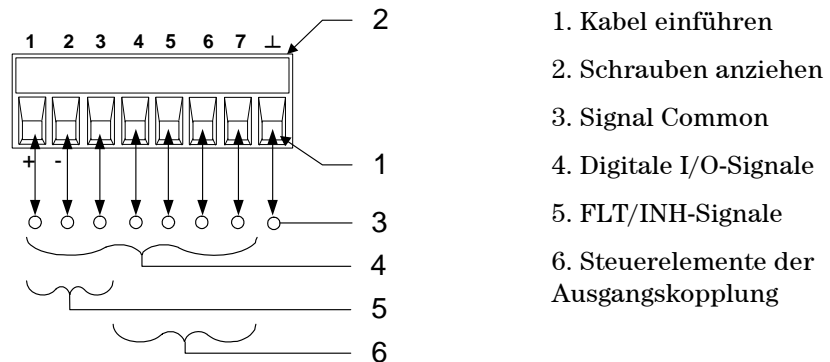 2
1 2 3 4 5 6 7 ⊥
+ -
1
3
4
5
6
1. Kabel einführen
2. Schrauben anziehen
3. Signal Common
4. Digitale I/O-Signale
5. FLT/INH-Signale
6. Steuerelemente der
Ausgangskopplung